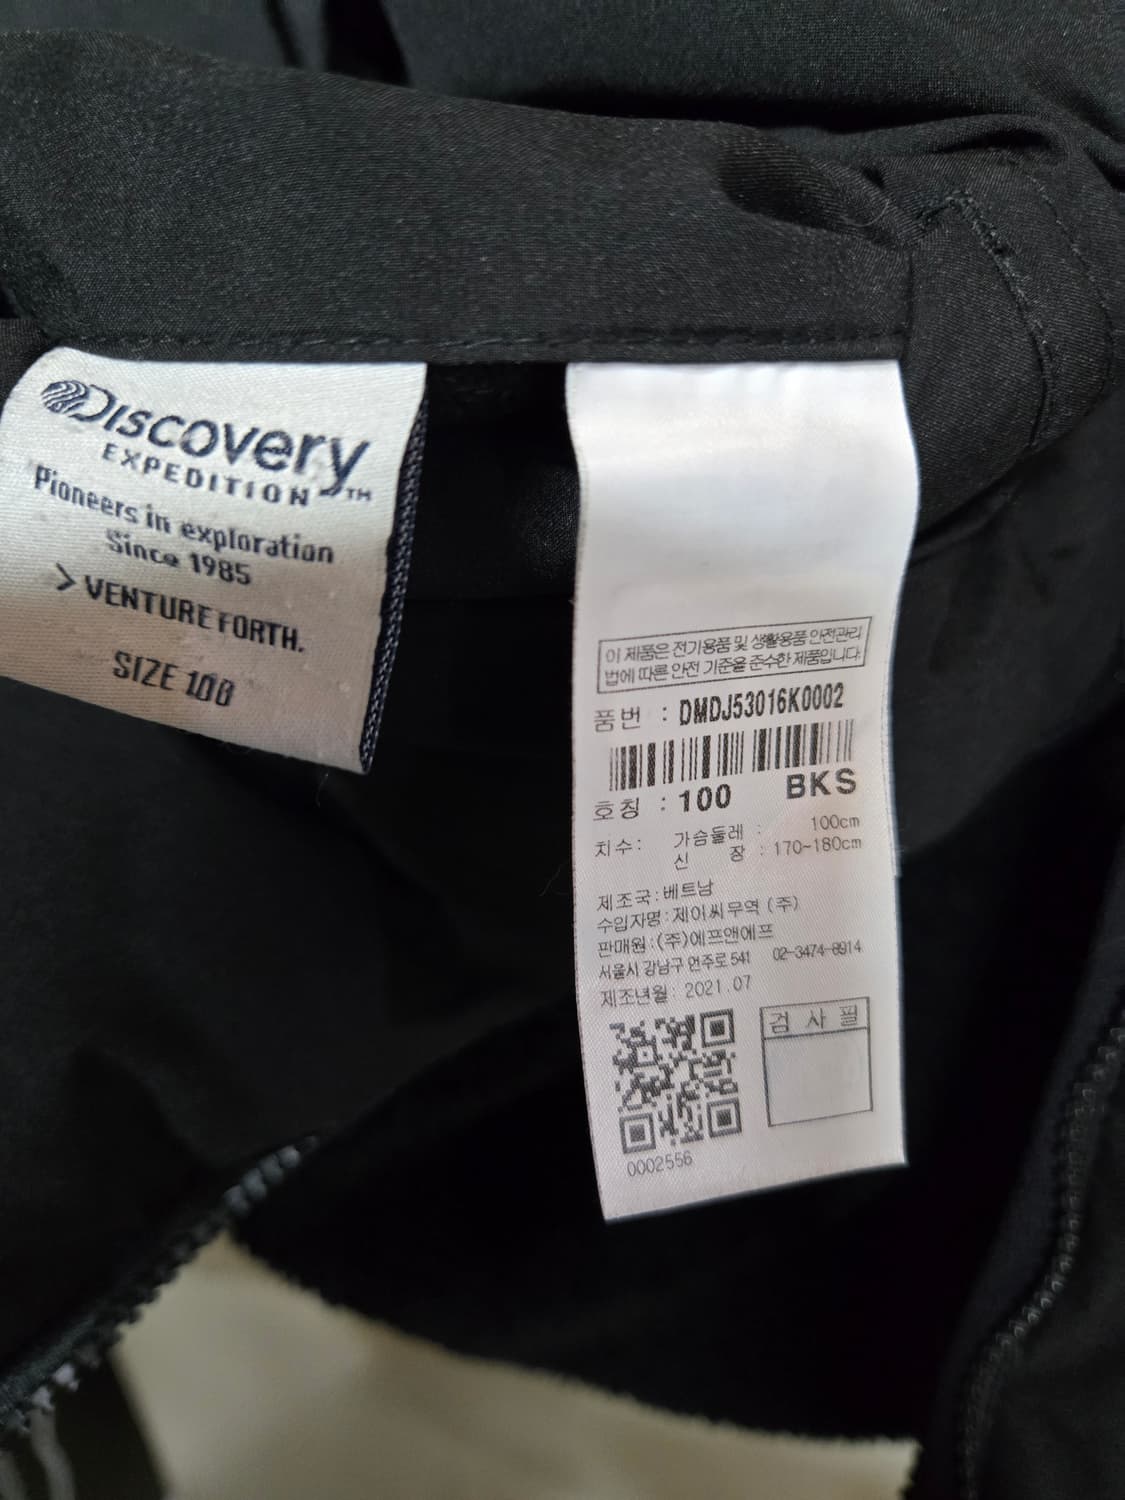 DISCOVERY
EXPEDITION™
Pioneers in exploration
Since 1985
> VENTURE FORTH.
SIZE 100
이 제품은 전기용품 및 생활용품 안전관리
법에 따른 안전 기준을 준수한 제품입니다.
품번 : DMDJ53016K0002
호칭 : 100 BKS
치수: 가슴둘레 : 100cm
신 장 : 170~180cm
제조국:베트남
수입자명:제이씨무역 (주)
판매원:(주)에프앤에프
서울시 강남구 언주로 541 02-3474-8914
제조년월: 2021.07
검 사 필
0002556